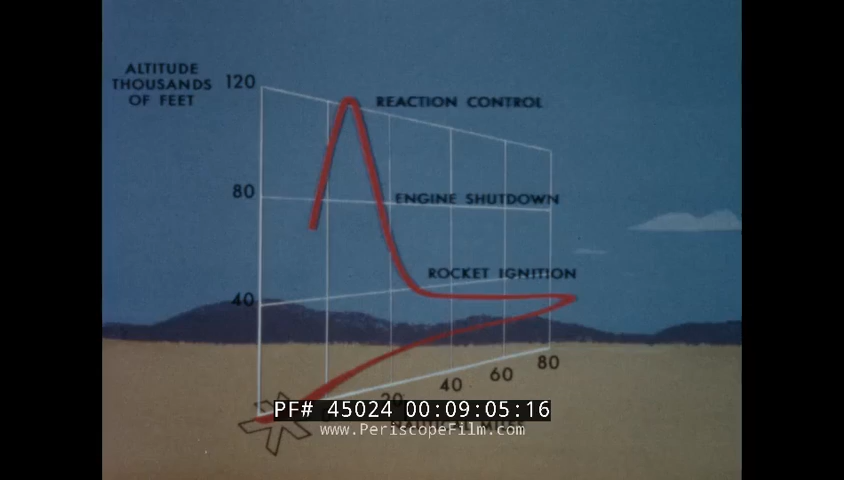 ALTITUDE
THOUSANDS
OF FEET
120
REACTION CONTROL
80
ENGINE SHUTDOWN
ROCKET IGNITION
40
80
60
40
20
PF# 45024 00:09:05:16
www.PeriscopeFilm.com